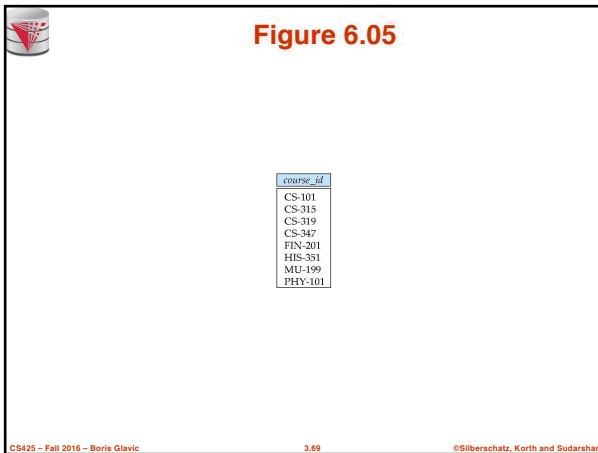 Figure 6.05
course_id
CS-101
CS-315
CS-319
CS-347
FIN-201
HIS-351
MU-199
PHY-101
CS425 – Fall 2016 – Boris Glavic
3.69
©Silberschatz, Korth and Sudarshan